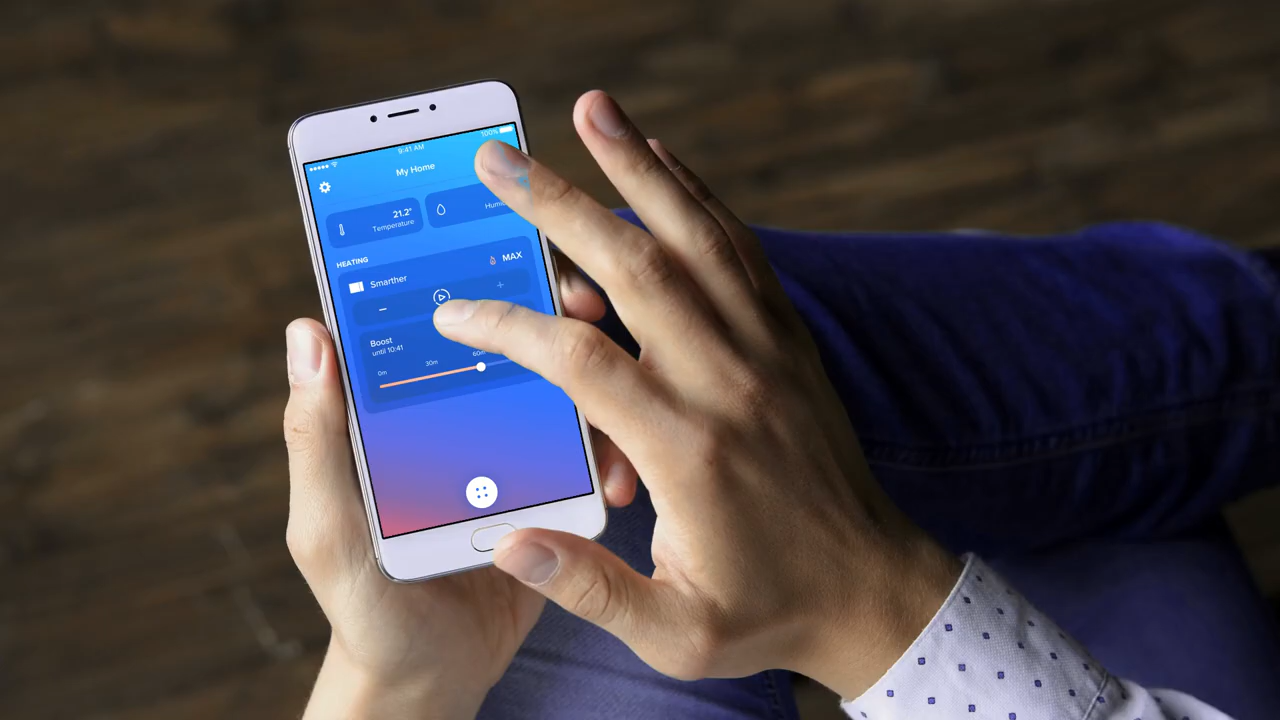 100%
9:41 AM
My Home
21.2°
Temperature
HEATING
MAX
Smarther
Boost
until 10:41
0m 30m 60m